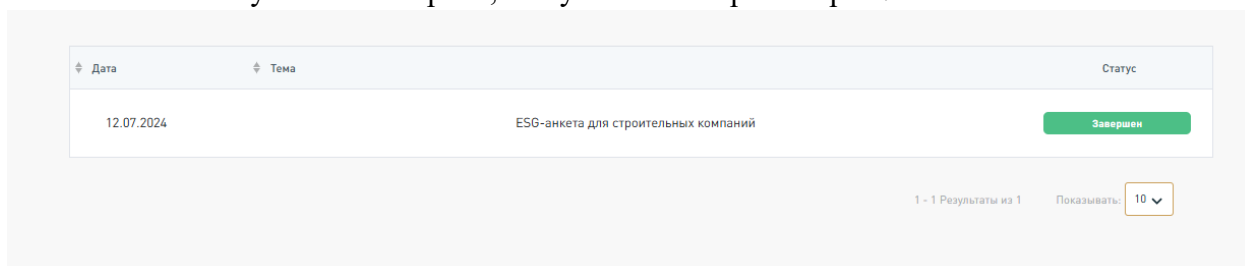 Дата Тема Статус
12.07.2024 ESG-анкета для строительных компаний Завершен
1 - 1 Результаты из 1 Показывать: 10